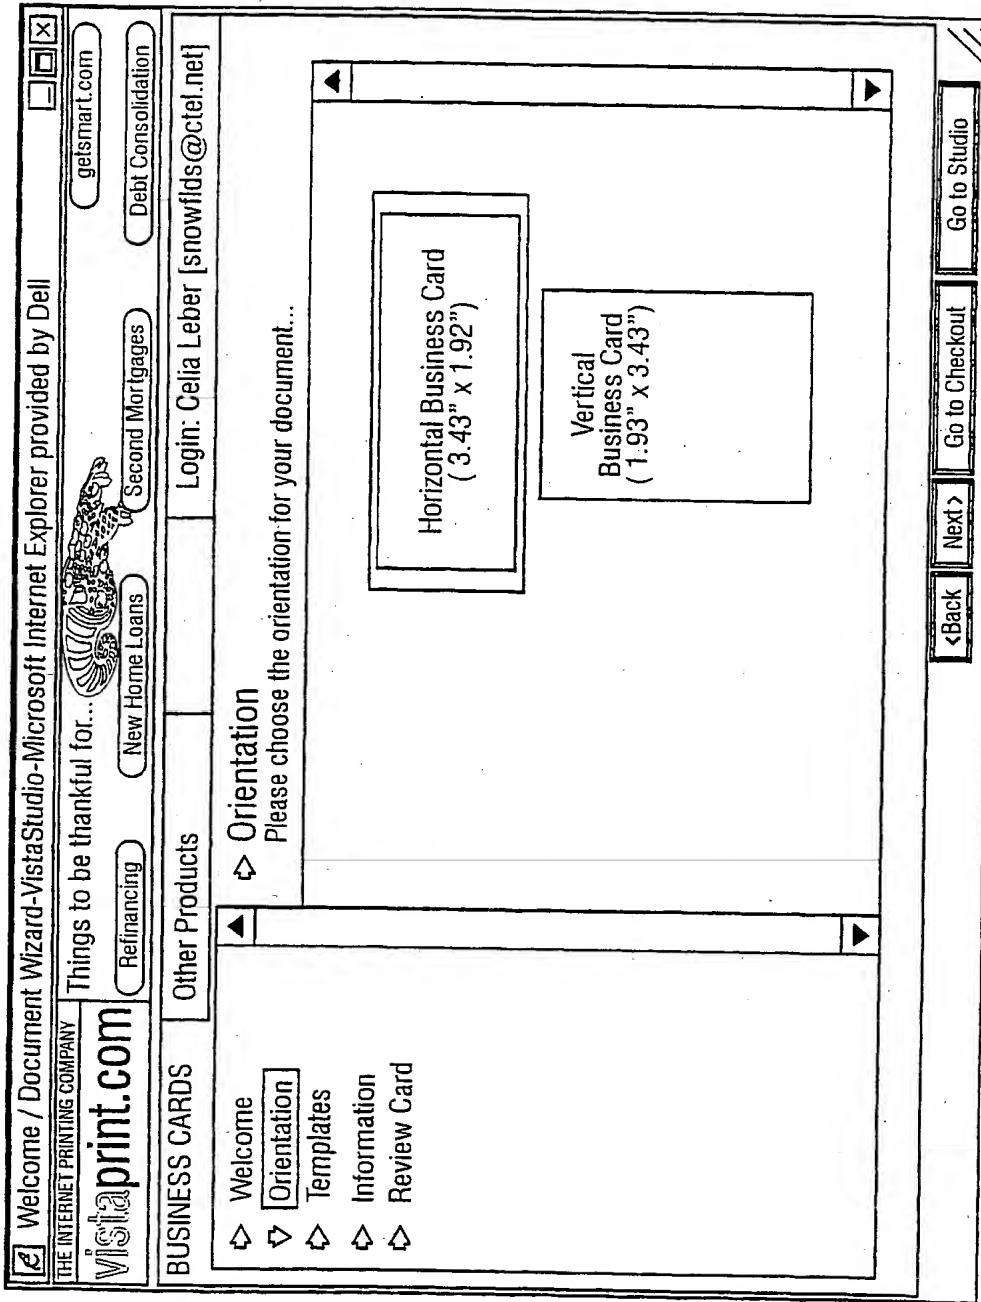 Welcome / Document Wizard-VistaStudio-Microsoft Internet Explorer provided by Dell
THE INTERNET PRINTING COMPANY
vistaprint.com
Things to be thankful for...
getsmart.com
Refinancing
New Home Loans
Second Mortgages
Debt Consolidation
BUSINESS CARDS
Other Products
Login: Celia Leber [snowflds@ctel.net]
Welcome
Orientation
Templates
Information
Review Card
Orientation
Please choose the orientation for your document...
Horizontal Business Card
( 3.43" x 1.92")
Vertical
Business Card
( 1.93" x 3.43")
<Back
Next>
Go to Checkout
Go to Studio